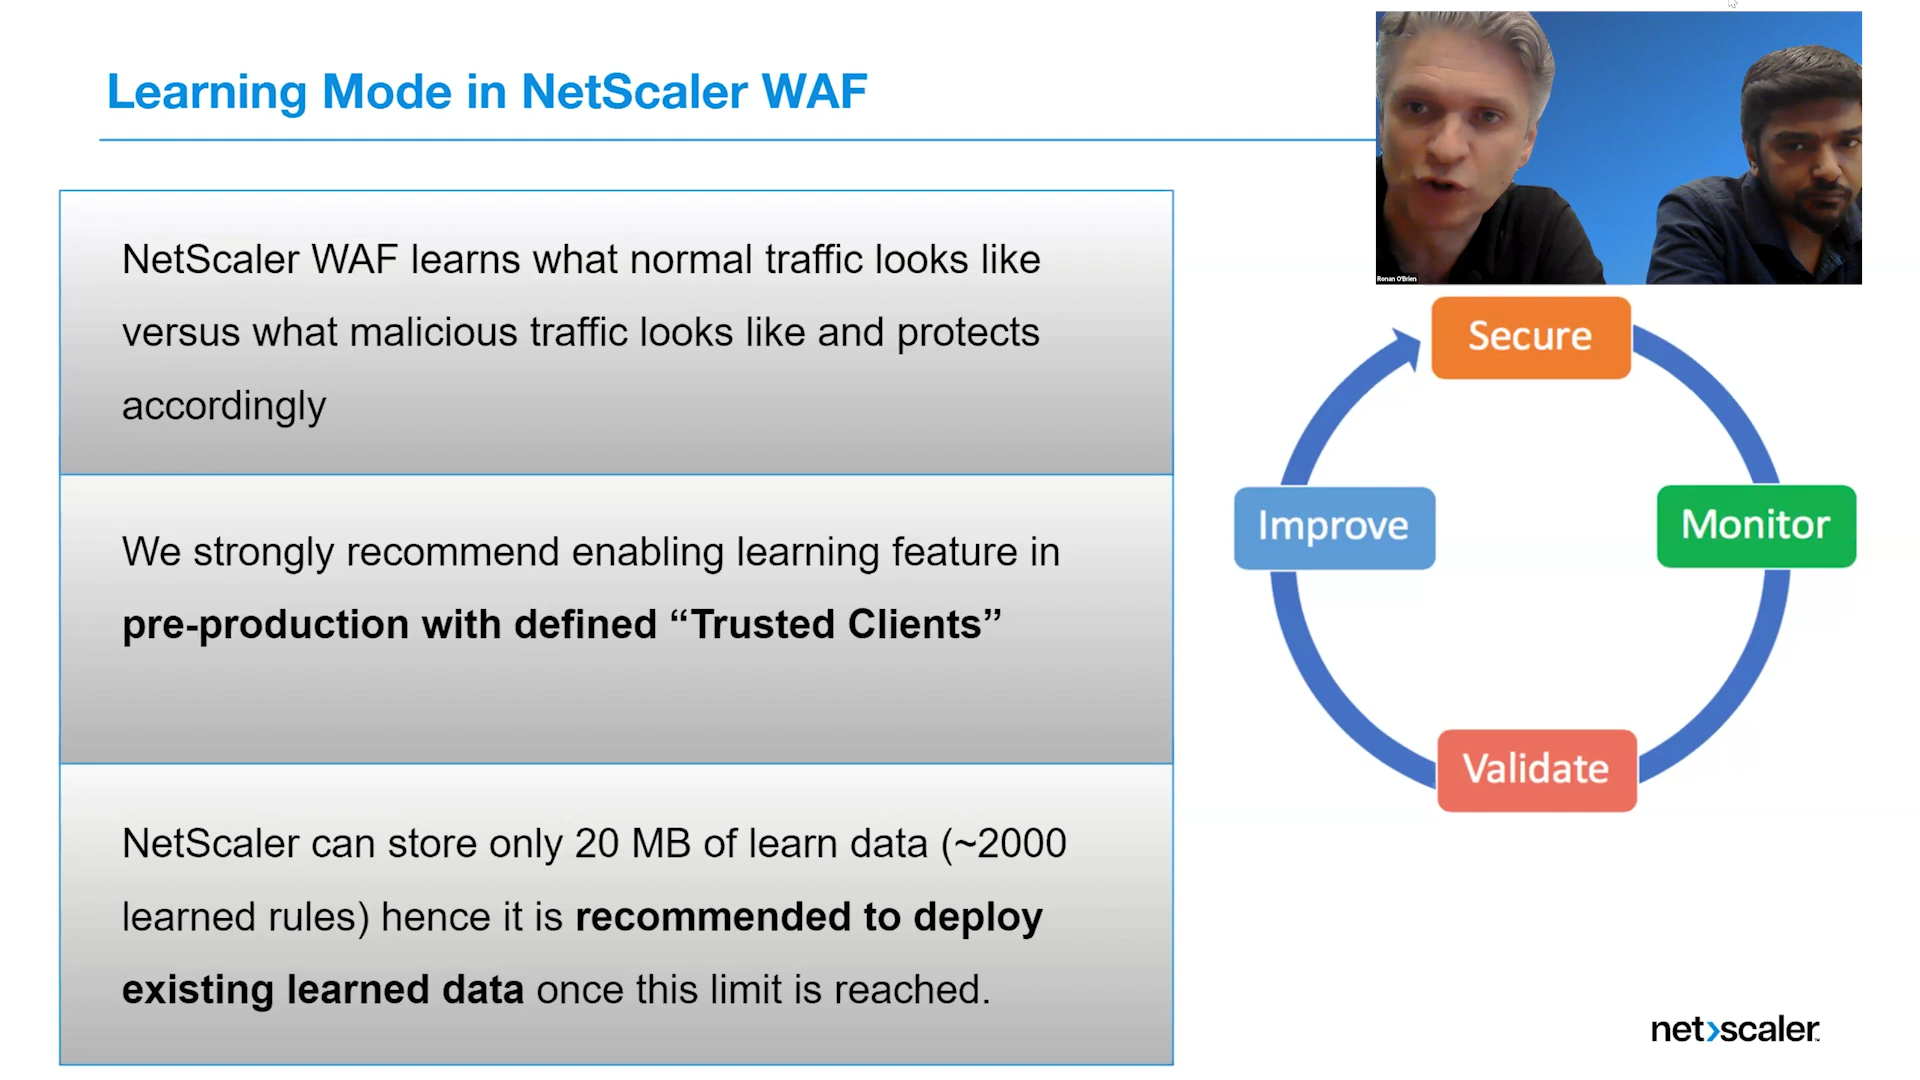 Learning Mode in NetScaler WAF
NetScaler WAF learns what normal traffic looks like
versus what malicious traffic looks like and protects
accordingly
We strongly recommend enabling learning feature in
pre-production with defined “Trusted Clients”
NetScaler can store only 20 MB of learn data (~2000
learned rules) hence it is recommended to deploy
existing learned data once this limit is reached.
Ronan O'Brien
Secure
Improve
Monitor
Validate
net›scaler™